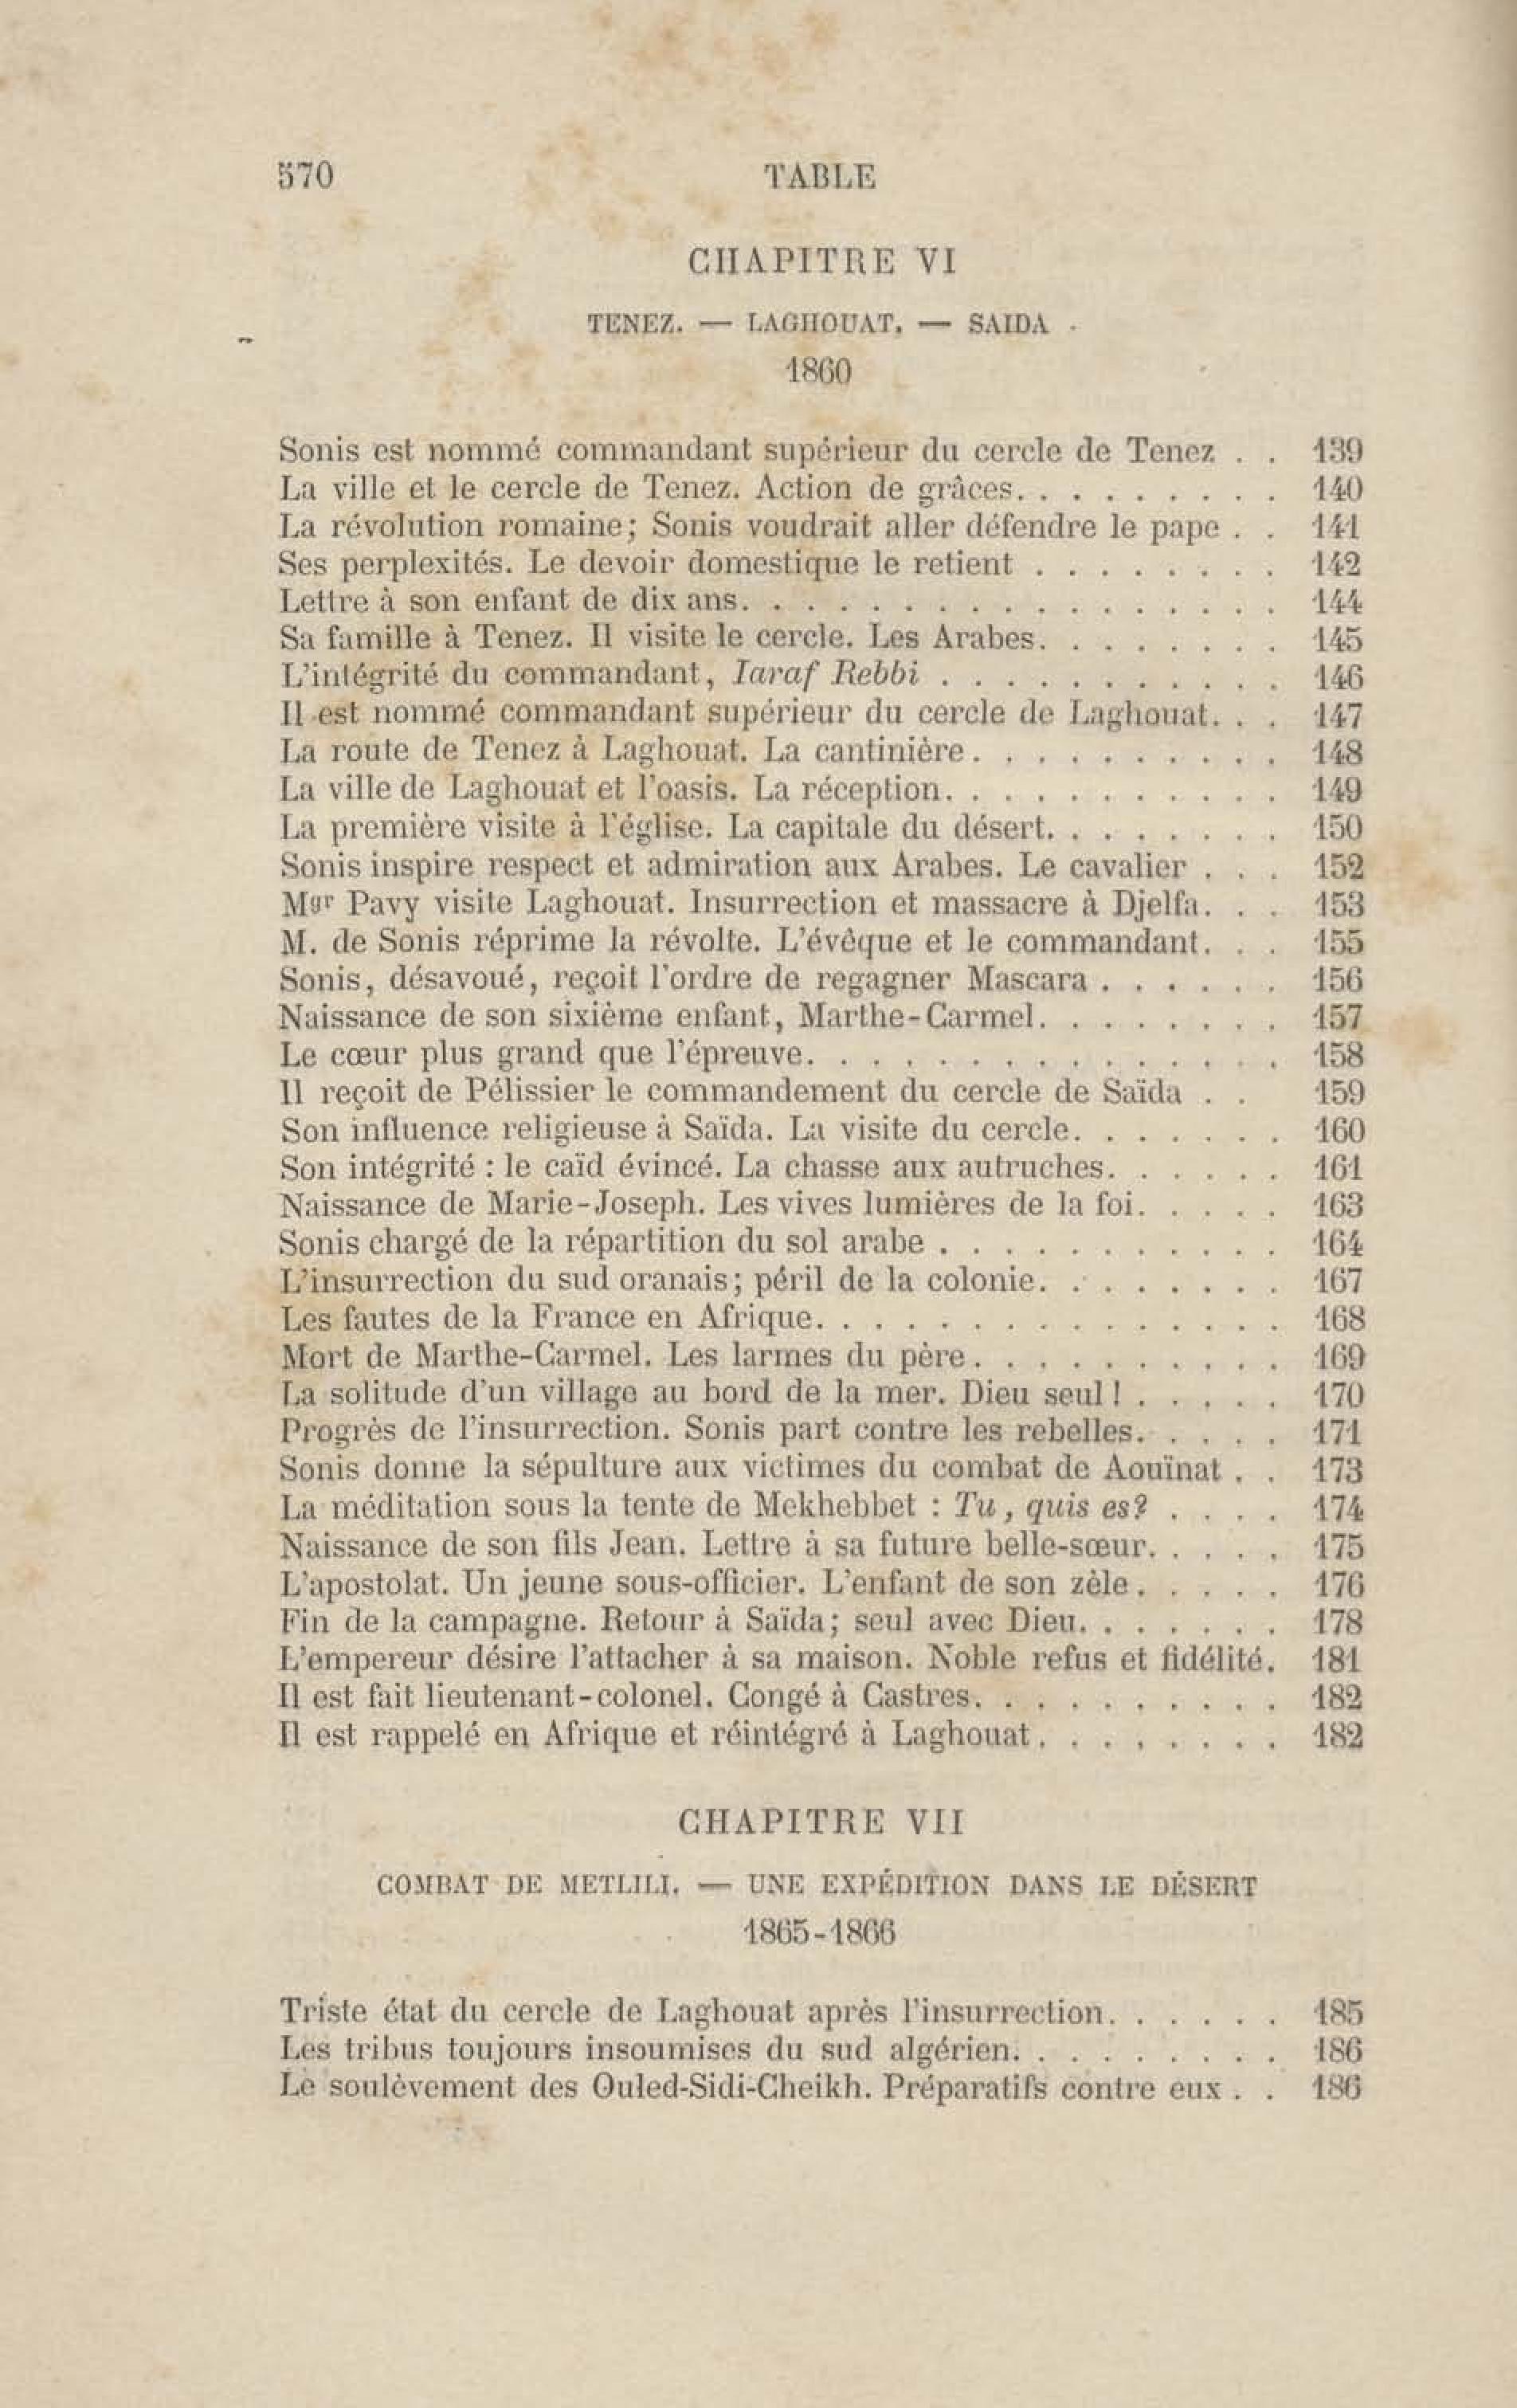 570 TABLE
CHAPITRE VI
TENEZ. — LAGHOUAT. — SAIDA
1860
Sonis est nommé commandant supérieur du cercle de Tenez . . 139
La ville et le cercle de Tenez. Action de grâces. . . . . . . . . 140
La révolution romaine; Sonis voudrait aller défendre le pape . . 141
Ses perplexités. Le devoir domestique le retient . . . . . . . . 142
Lettre à son enfant de dix ans. . . . . . . . . . . . . . . . . . 144
Sa famille à Tenez. Il visite le cercle. Les Arabes. . . . . . . . 145
L'intégrité du commandant, Iaraf Rebbi . . . . . . . . . . . 146
Il est nommé commandant supérieur du cercle de Laghouat. . . 147
La route de Tenez à Laghouat. La cantinière. . . . . . . . . . 148
La ville de Laghouat et l'oasis. La réception. . . . . . . . . . . 149
La première visite à l'église. La capitale du désert. . . . . . . . 150
Sonis inspire respect et admiration aux Arabes. Le cavalier . . . 152
Mgr Pavy visite Laghouat. Insurrection et massacre à Djelfa. . . 153
M. de Sonis réprime la révolte. L'évêque et le commandant. . . 155
Sonis, désavoué, reçoit l'ordre de regagner Mascara . . . . . . 156
Naissance de son sixième enfant, Marthe-Carmel. . . . . . . . 157
Le cœur plus grand que l'épreuve. . . . . . . . . . . . . . . . 158
Il reçoit de Pélissier le commandement du cercle de Saïda . . 159
Son influence religieuse à Saïda. La visite du cercle. . . . . . . 160
Son intégrité : le caïd évincé. La chasse aux autruches. . . . . . 161
Naissance de Marie-Joseph. Les vives lumières de la foi. . . . . 163
Sonis chargé de la répartition du sol arabe . . . . . . . . . . . 164
L'insurrection du sud oranais; péril de la colonie. . . . . . . . 167
Les fautes de la France en Afrique. . . . . . . . . . . . . . . . 168
Mort de Marthe-Carmel. Les larmes du père. . . . . . . . . . 169
La solitude d'un village au bord de la mer. Dieu seul ! . . . . . 170
Progrès de l'insurrection. Sonis part contre les rebelles. . . . . 171
Sonis donne la sépulture aux victimes du combat de Aouïnat . . 173
La méditation sous la tente de Mekhebbet : Tu, quis es? . . . . 174
Naissance de son fils Jean. Lettre à sa future belle-sœur. . . . . 175
L'apostolat. Un jeune sous-officier. L'enfant de son zèle. . . . . 176
Fin de la campagne. Retour à Saïda; seul avec Dieu. . . . . . . 178
L'empereur désire l'attacher à sa maison. Noble refus et fidélité. 181
Il est fait lieutenant-colonel. Congé à Castres. . . . . . . . . . 182
Il est rappelé en Afrique et réintégré à Laghouat. . . . . . . . 182
CHAPITRE VII
COMBAT DE METLILI. — UNE EXPÉDITION DANS LE DÉSERT
1865-1866
Triste état du cercle de Laghouat après l'insurrection. . . . . . 185
Les tribus toujours insoumises du sud algérien. . . . . . . . . 186
Le soulèvement des Ouled-Sidi-Cheikh. Préparatifs contre eux . . 186